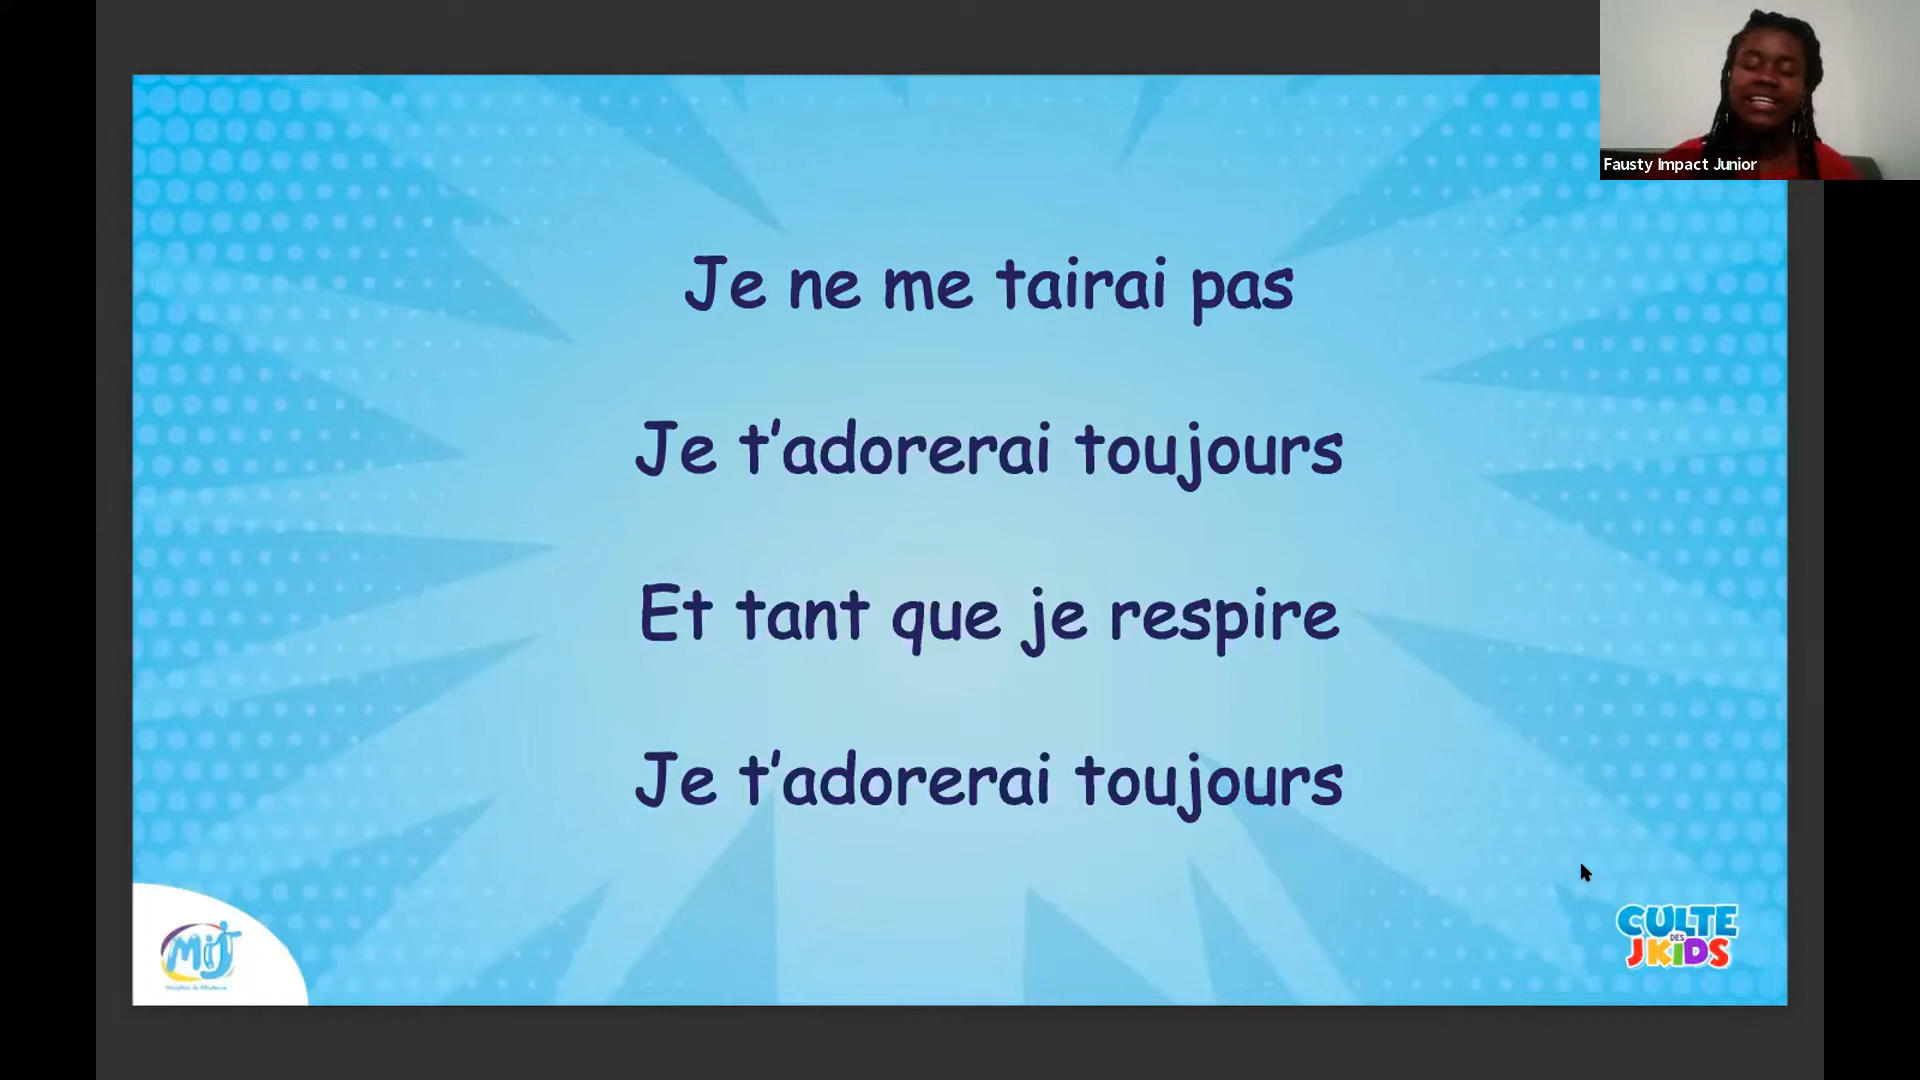 Fausty Impact Junior
Je ne me tairai pas
Je t'adorerai toujours
Et tant que je respire
Je t'adorerai toujours
MIJ
CULTE
DES
JKIDS